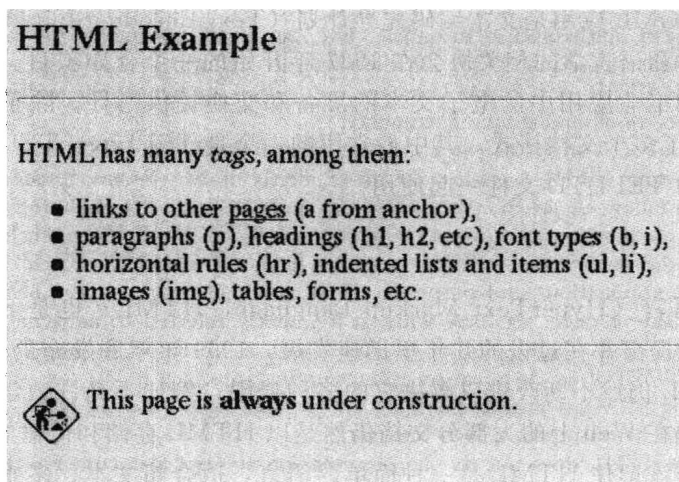 HTML Example
HTML has many tags, among them:
links to other pages (a from anchor),
paragraphs (p), headings (h1, h2, etc), font types (b, i),
horizontal rules (hr), indented lists and items (ul, li),
images (img), tables, forms, etc.
This page is always under construction.